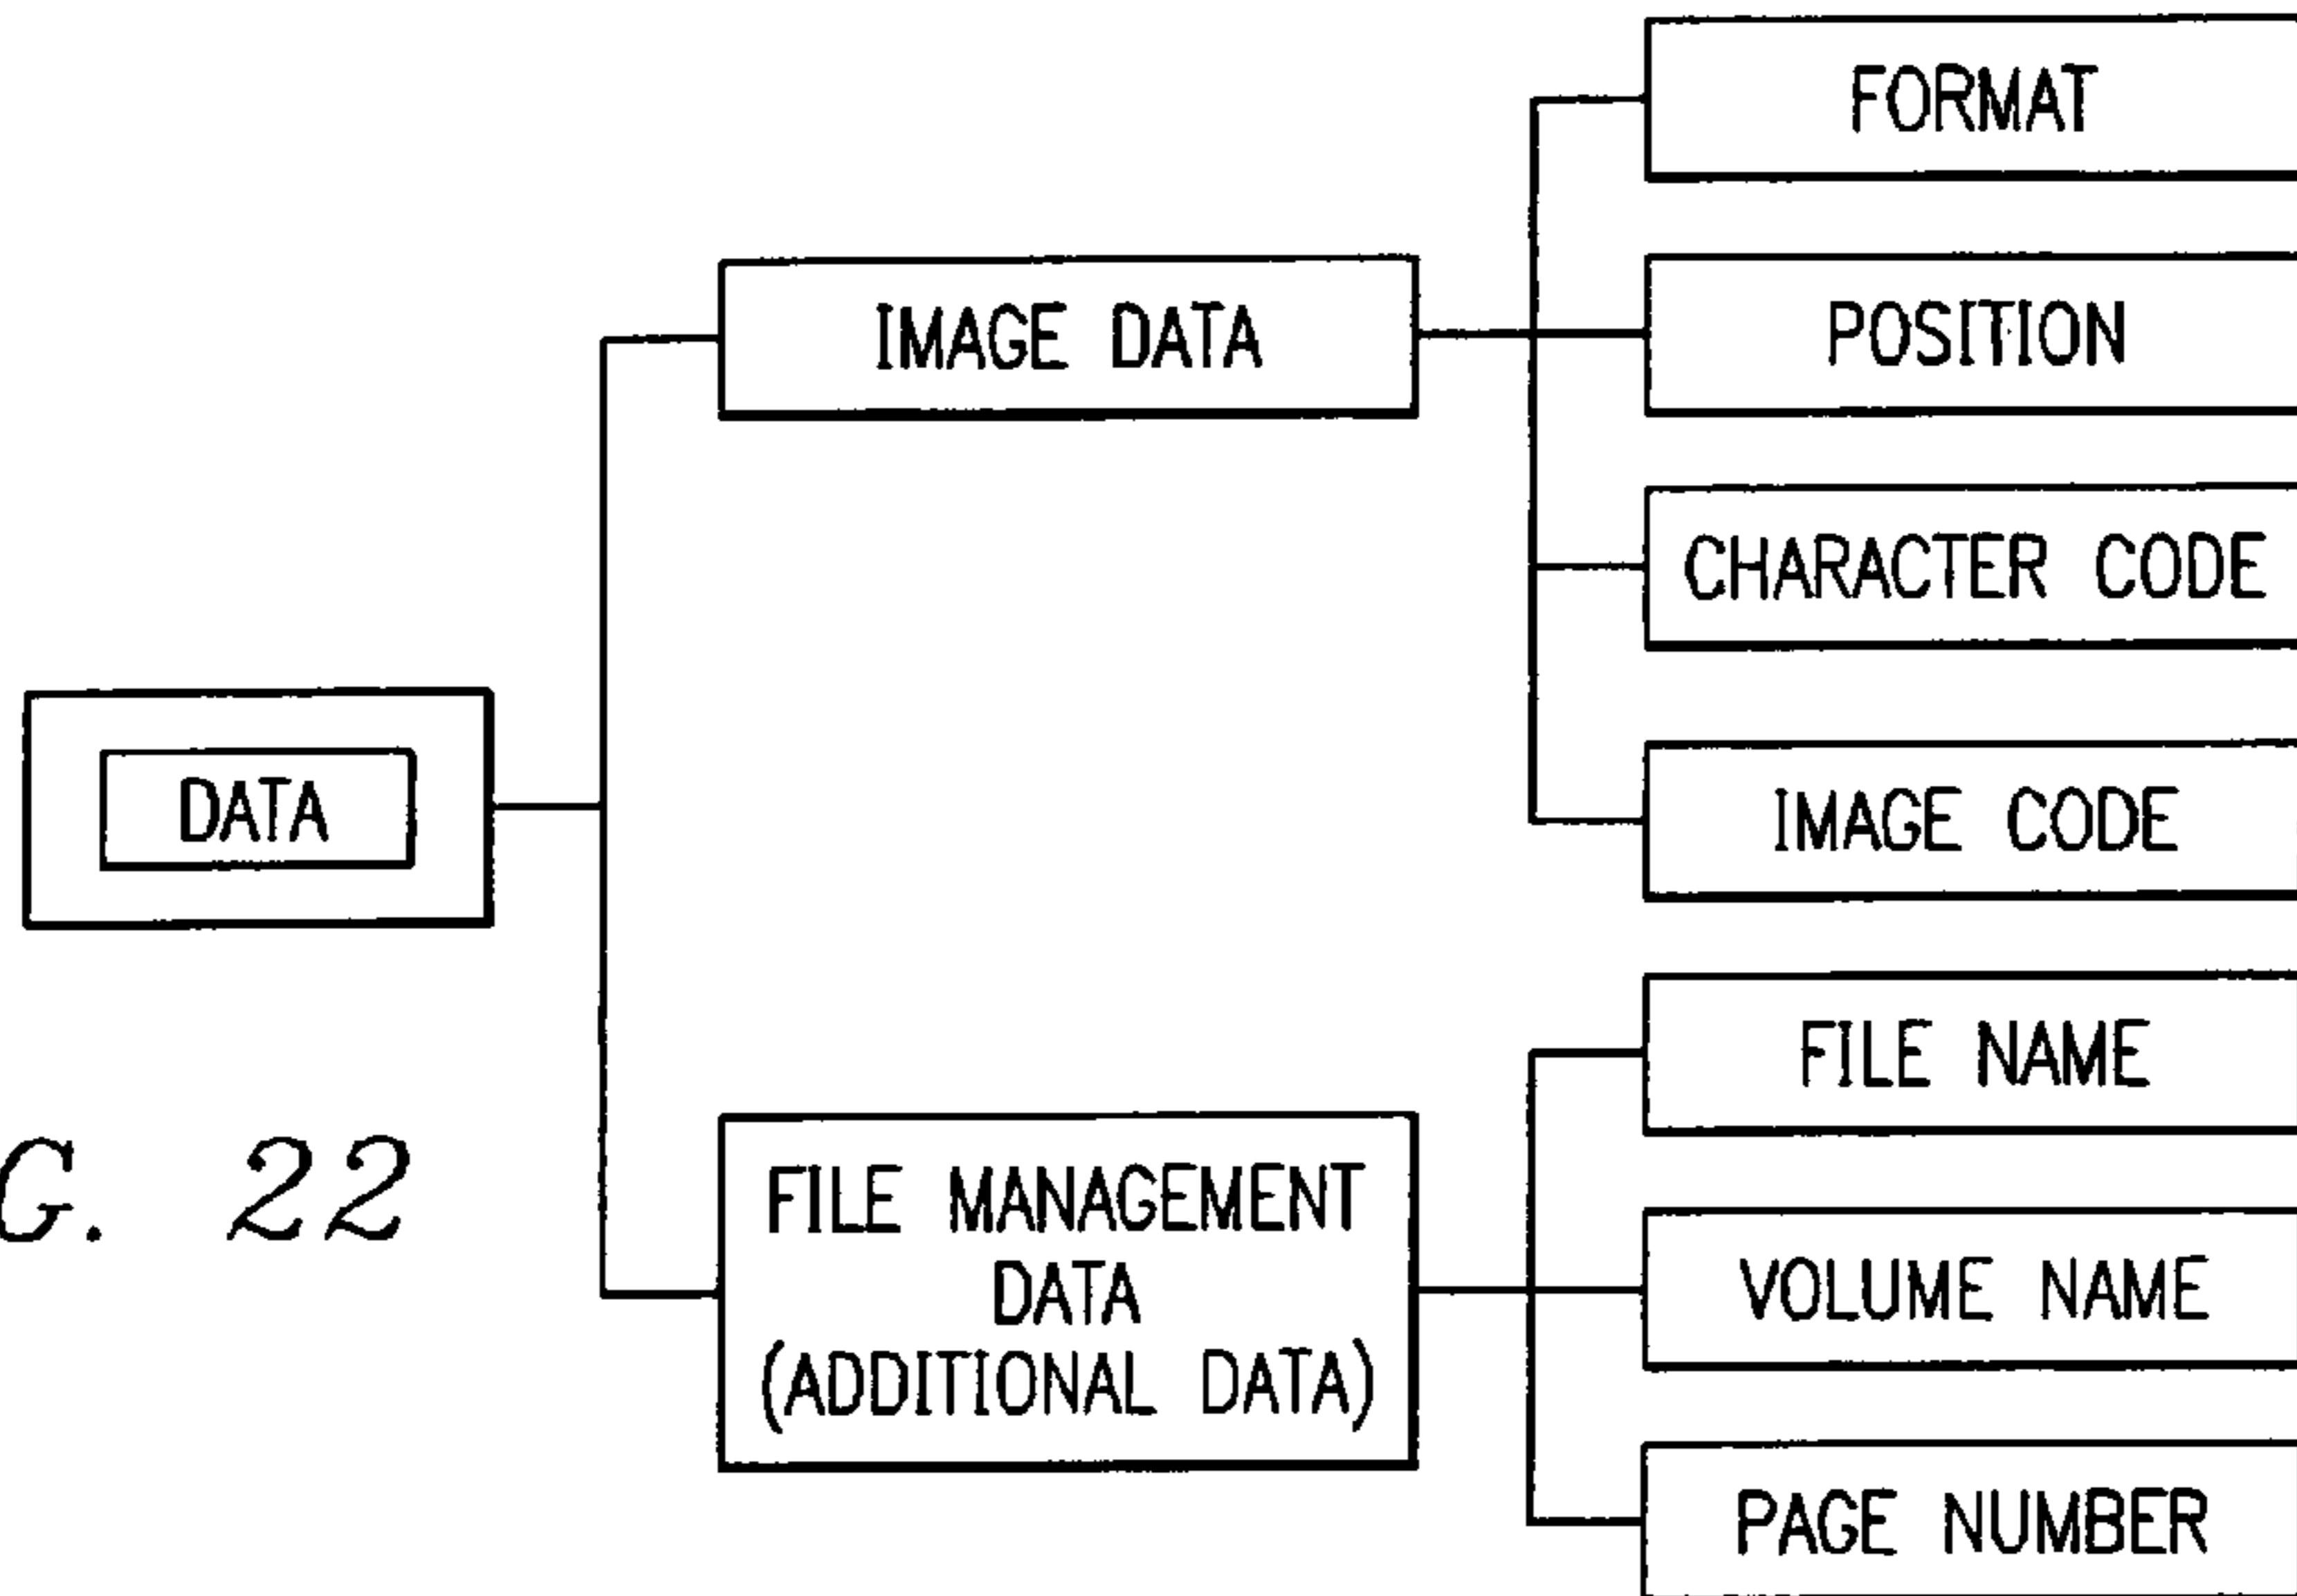 FORMAT
IMAGE DATA
POSITION
CHARACTER CODE
DATA
IMAGE CODE
FILE NAME
G. 22
FILE MANAGEMENT
DATA
(ADDITIONAL DATA)
VOLUME NAME
PAGE NUMBER